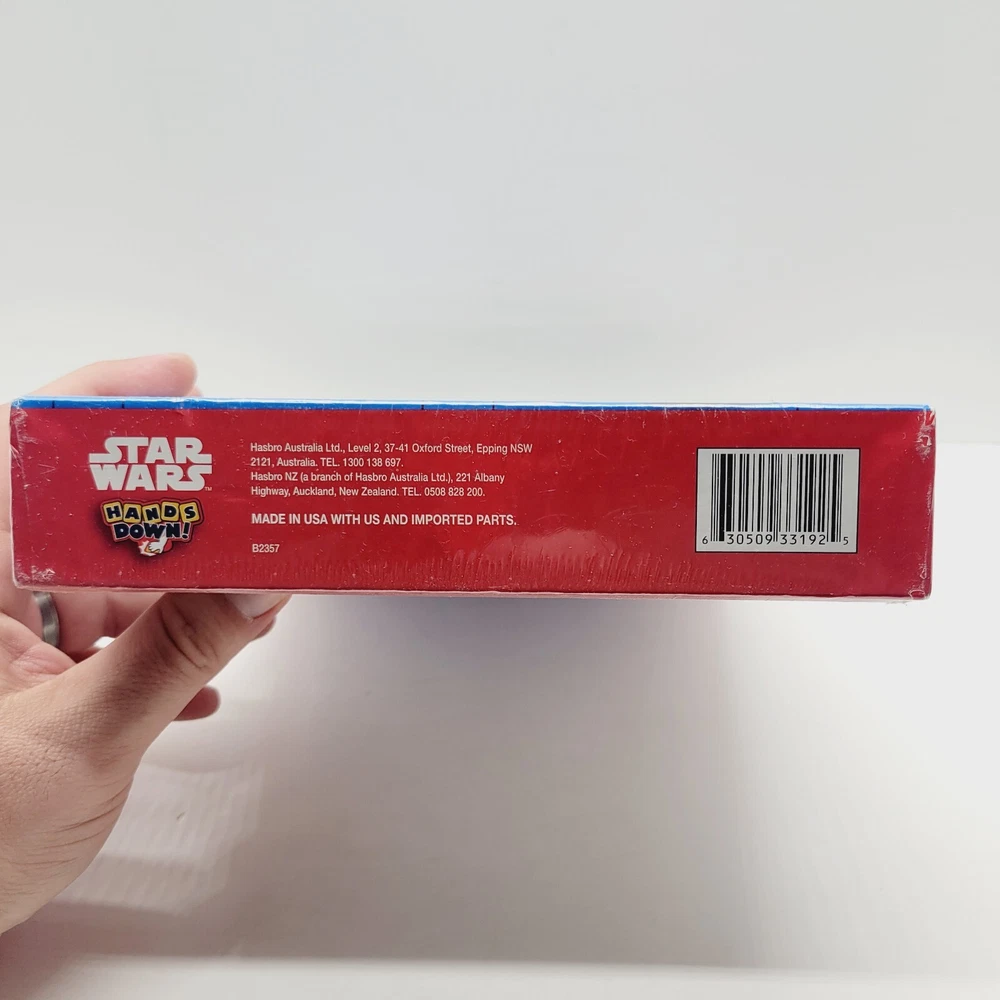 STAR
WARS™
HANDS
DOWN!
Hasbro Australia Ltd., Level 2, 37-41 Oxford Street, Epping NSW
2121, Australia. TEL. 1300 138 697.
Hasbro NZ (a branch of Hasbro Australia Ltd.), 221 Albany
Highway, Auckland, New Zealand. TEL. 0508 828 200.
MADE IN USA WITH US AND IMPORTED PARTS.
B2357
6 30509 33192 5